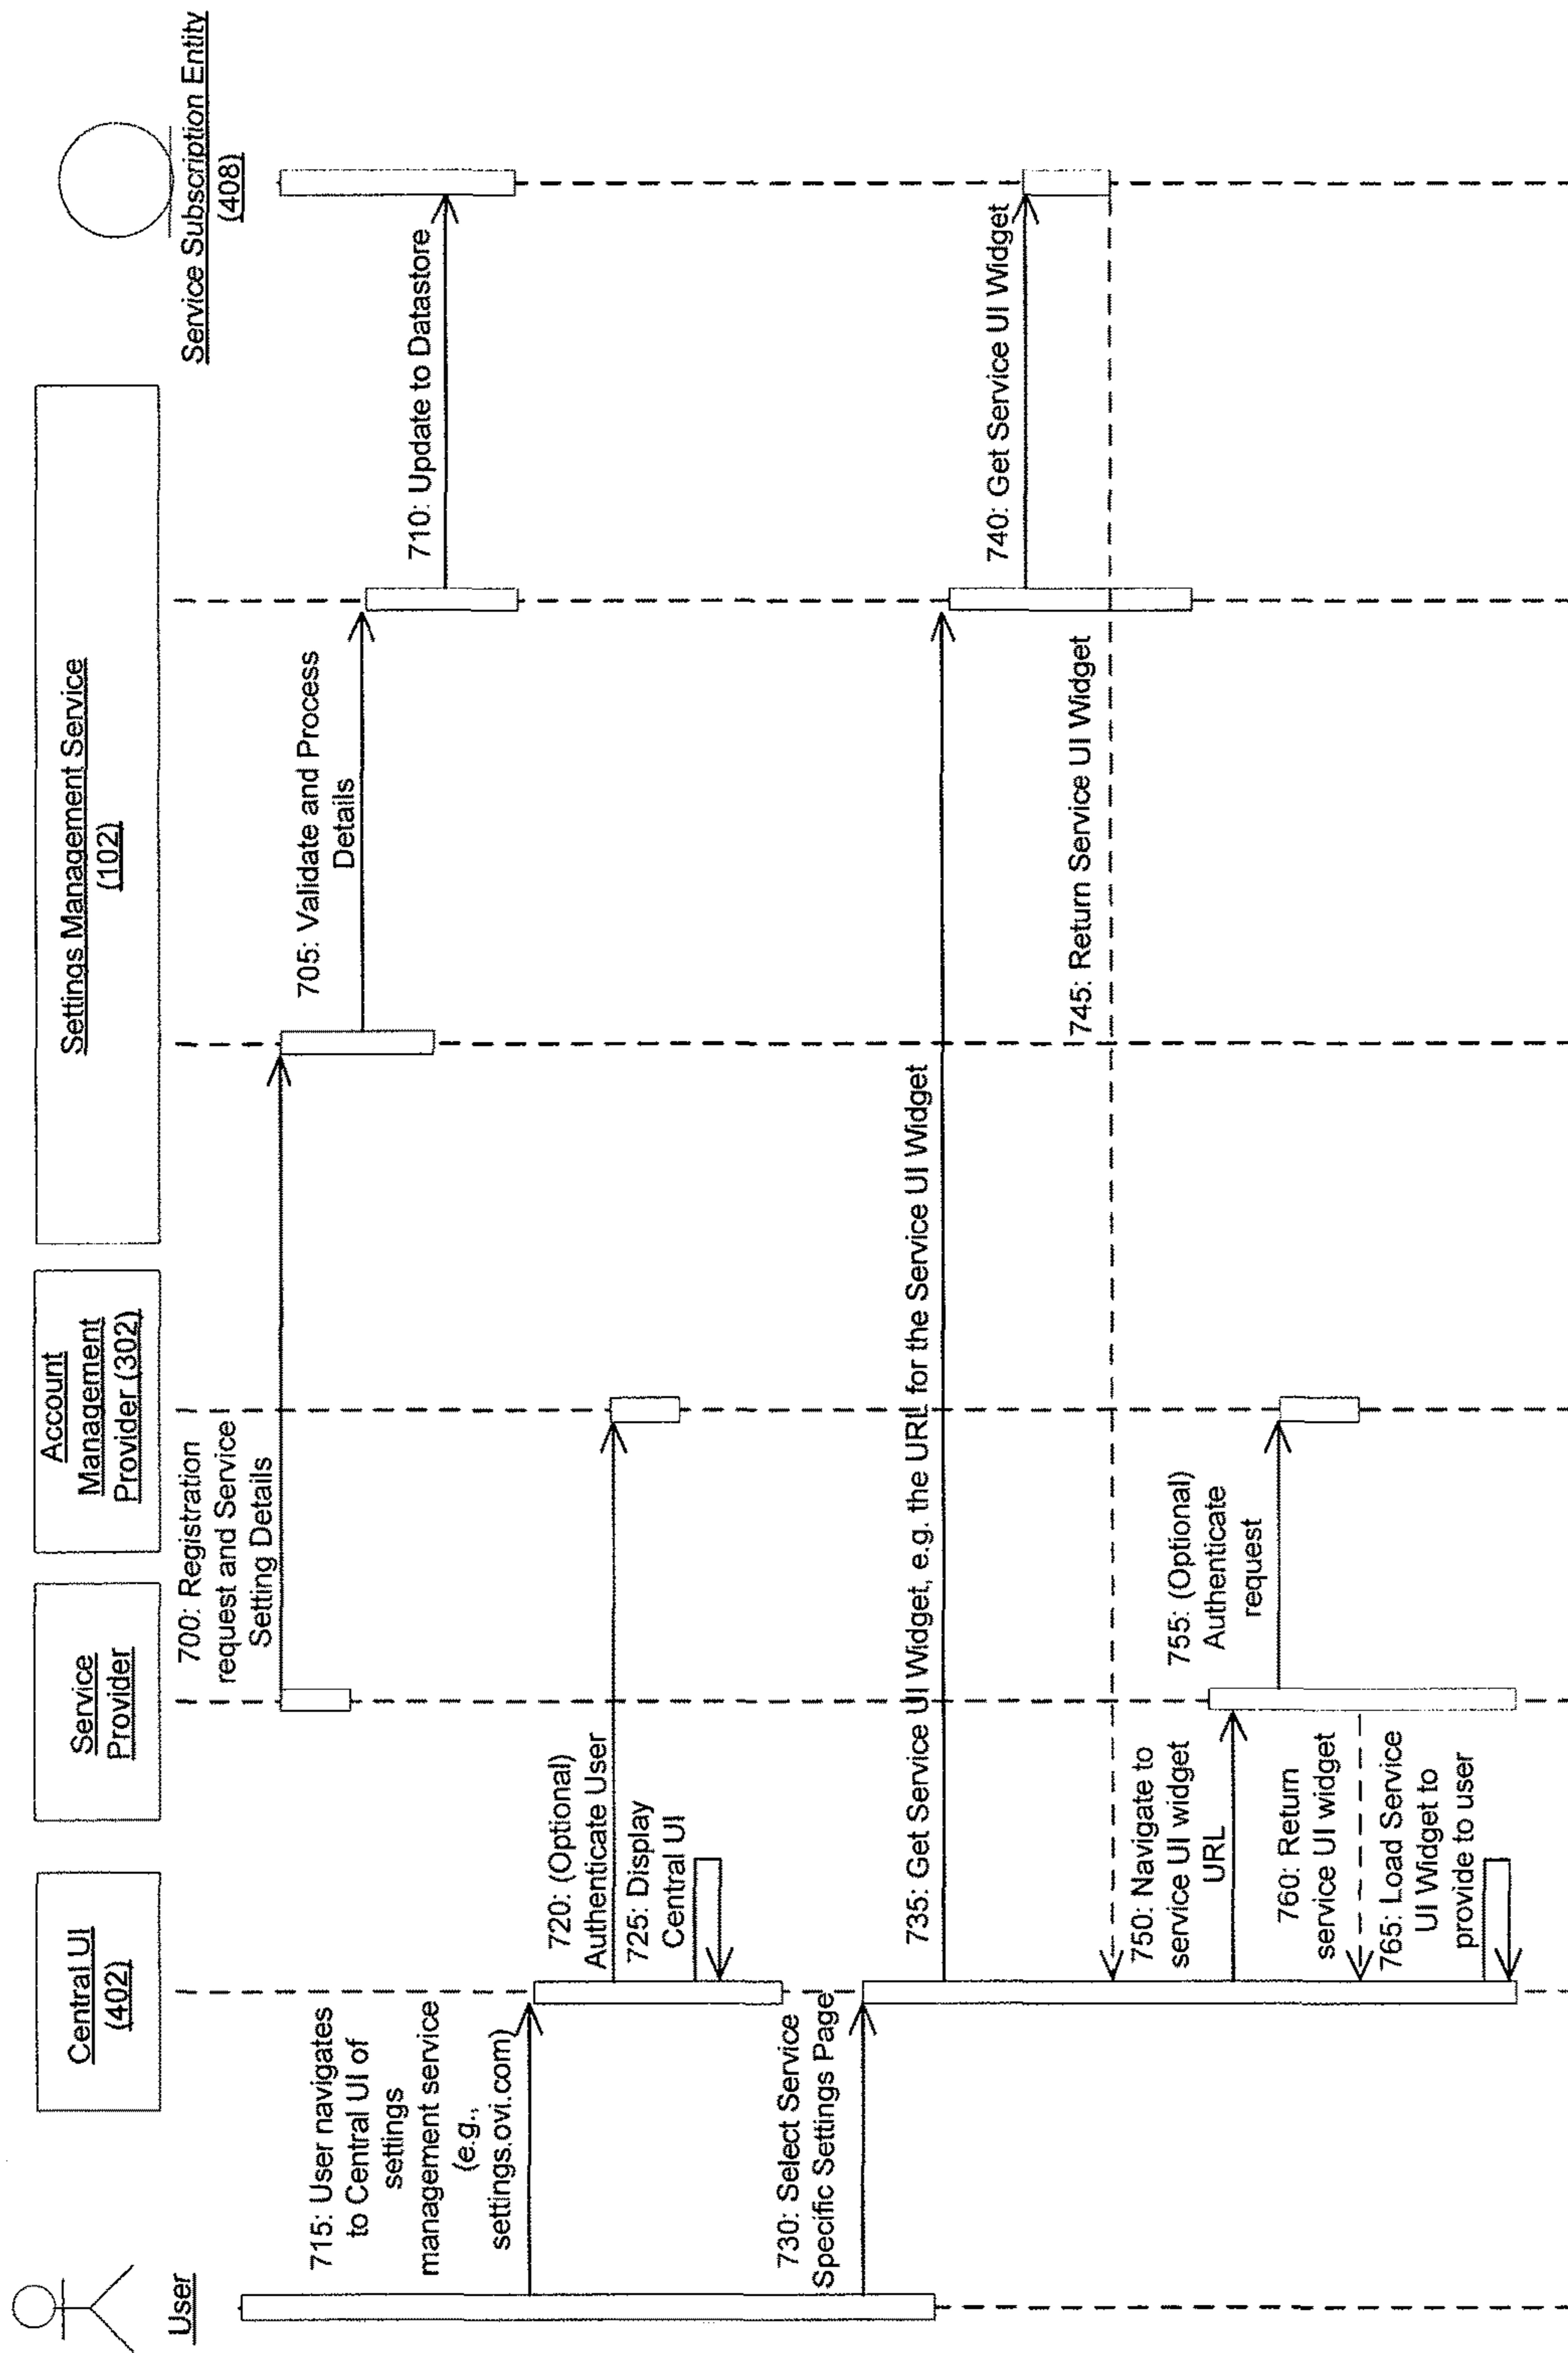 User
Central UI
(402)
Service
Provider
Account
Management
Provider (302)
Settings Management Service
(102)
Service Subscription Entity
(408)
700: Registration
request and Service
Setting Details
705: Validate and Process
Details
710: Update to Datastore
715: User navigates
to Central UI of
settings
management service
(e.g.,
settings.ovi.com)
720: (Optional)
Authenticate User
725: Display
Central UI
730: Select Service
Specific Settings Page
735: Get Service UI Widget, e.g. the URL for the Service UI Widget
740: Get Service UI Widget
745: Return Service UI Widget
750: Navigate to
service UI widget
URL
755: (Optional)
Authenticate
request
760: Return
service UI widget
765: Load Service
UI Widget to
provide to user